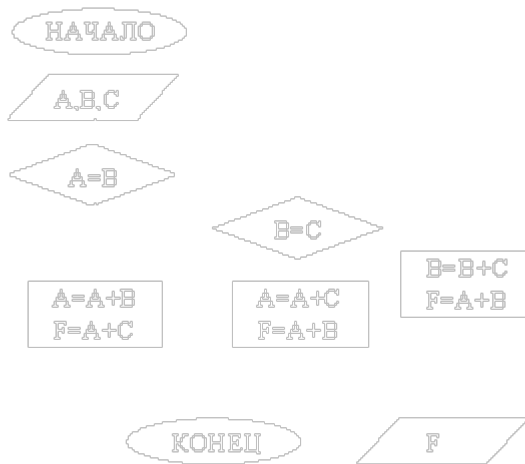 НАЧАЛО
A,B,C
A=B
B=C
A=A+B
F=A+C
A=A+C
F=A+B
B=B+C
F=A+B
КОНЕЦ
F